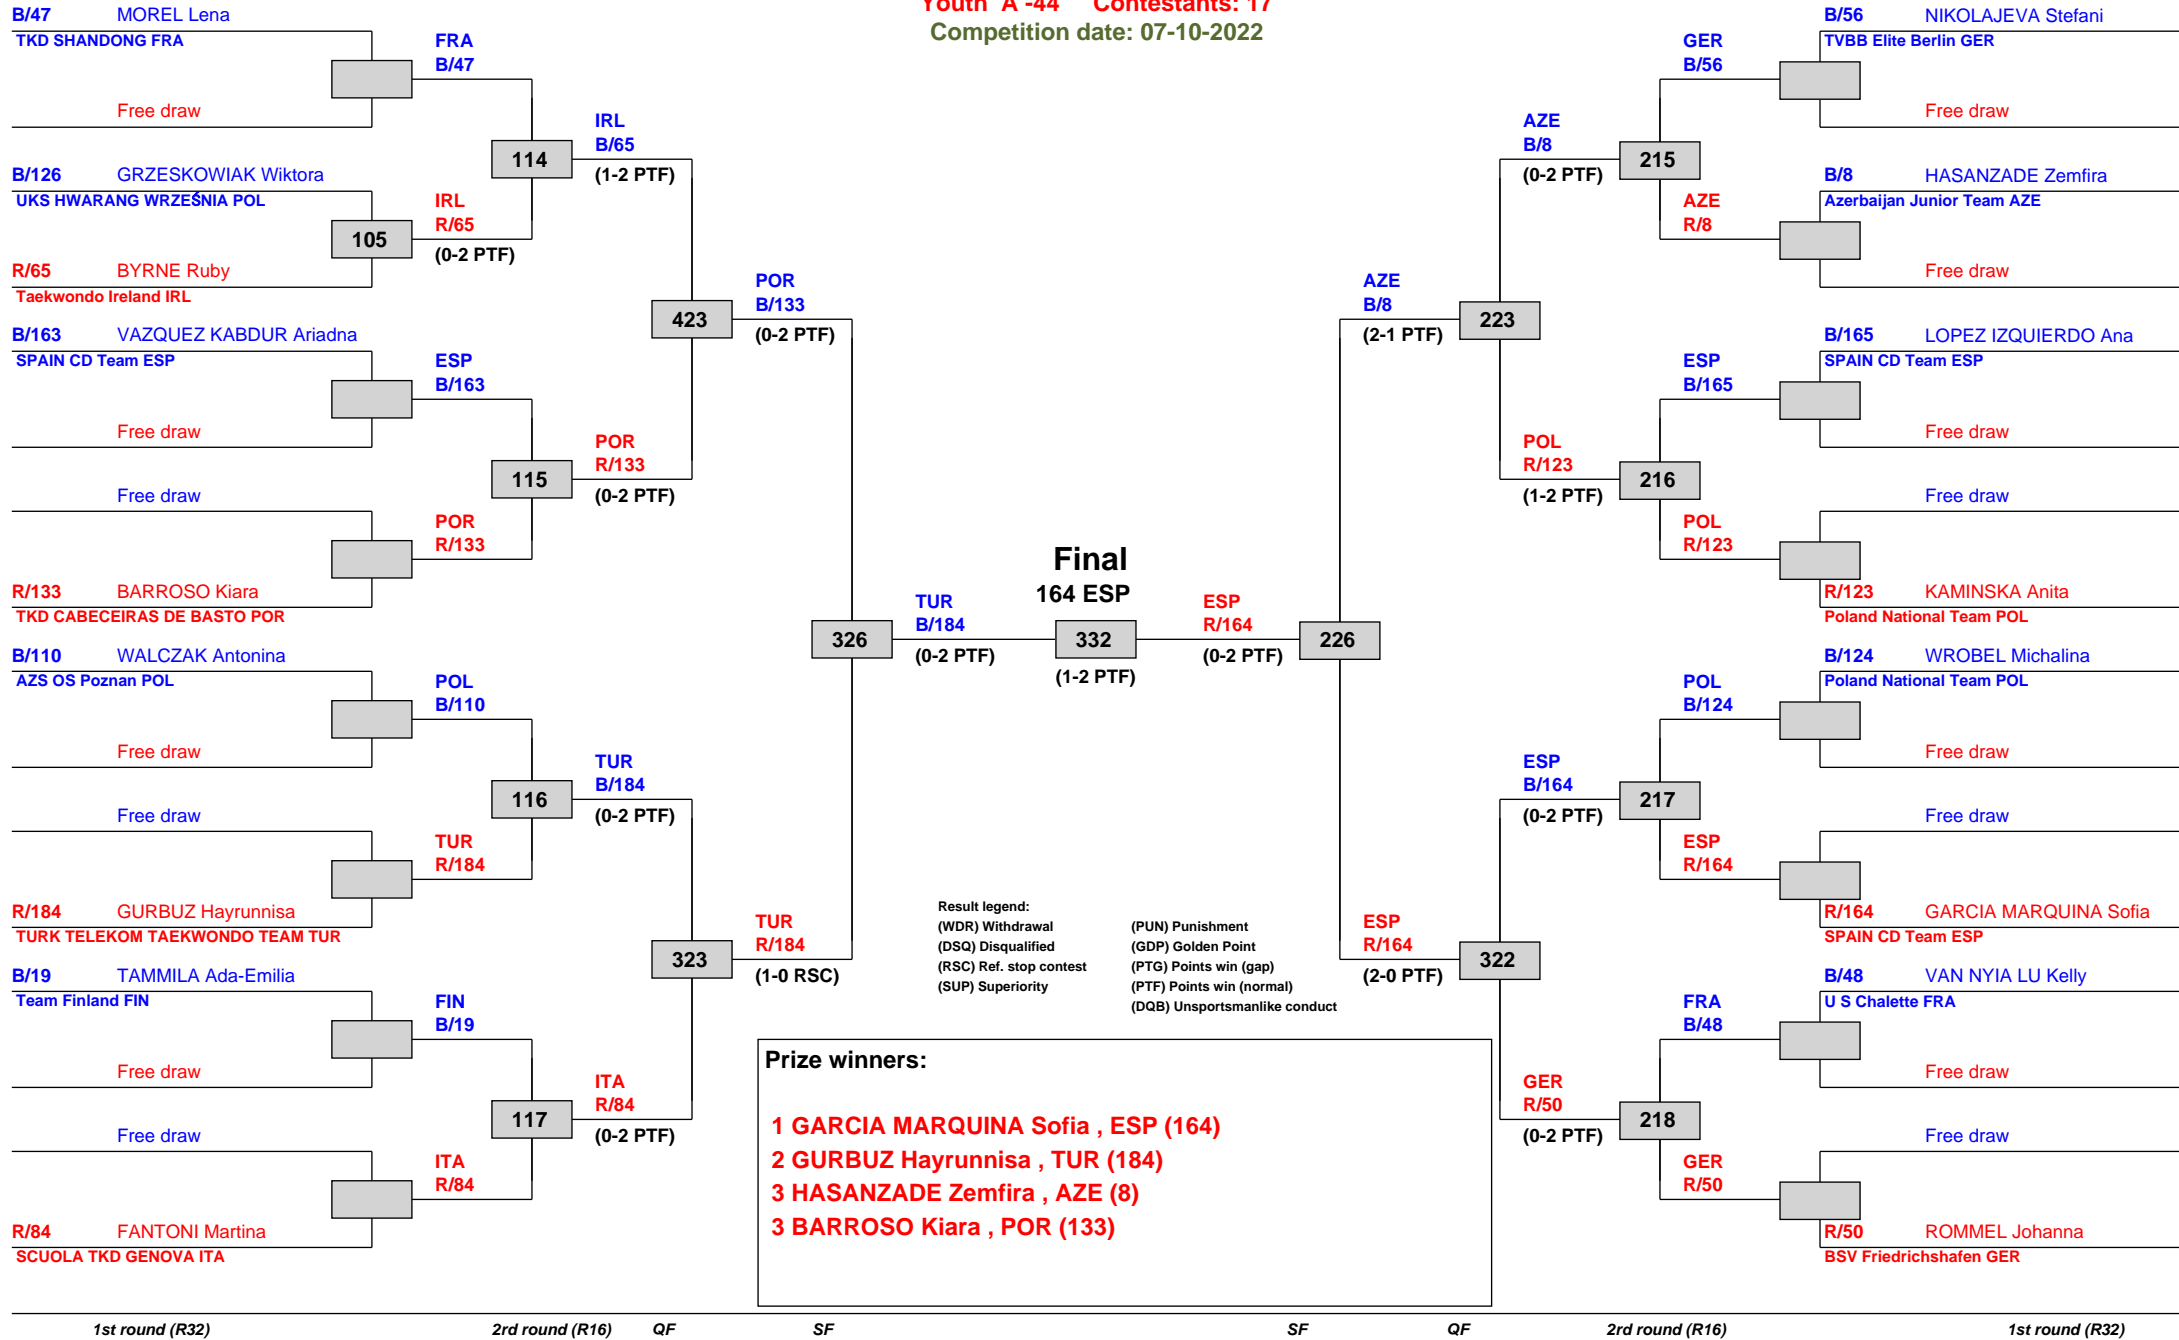 Youth A -44 Contestants: 17
Competition date: 07-10-2022
B/47 MOREL Lena
TKD SHANDONG FRA
Free draw
FRA
B/47
B/126 GRZESKOWIAK Wiktora
UKS HWARANG WRZEŚNIA POL
105
R/65 BYRNE Ruby
Taekwondo Ireland IRL
IRL
R/65
(0-2 PTF)
114
IRL
B/65
(1-2 PTF)
B/163 VAZQUEZ KABDUR Ariadna
SPAIN CD Team ESP
Free draw
ESP
B/163
Free draw
R/133 BARROSO Kiara
TKD CABECEIRAS DE BASTO POR
POR
R/133
115
POR
R/133
(0-2 PTF)
423
POR
B/133
(0-2 PTF)
B/110 WALCZAK Antonina
AZS OS Poznan POL
Free draw
POL
B/110
Free draw
R/184 GURBUZ Hayrunnisa
TURK TELEKOM TAEKWONDO TEAM TUR
TUR
R/184
116
TUR
B/184
(0-2 PTF)
B/19 TAMMILA Ada-Emilia
Team Finland FIN
Free draw
FIN
B/19
Free draw
R/84 FANTONI Martina
SCUOLA TKD GENOVA ITA
ITA
R/84
117
ITA
R/84
(0-2 PTF)
323
TUR
R/184
(1-0 RSC)
326
TUR
B/184
(0-2 PTF)
Final
164 ESP
332
(1-2 PTF)
ESP
R/164
(0-2 PTF)
226
AZE
B/8
(2-1 PTF)
223
AZE
B/8
(0-2 PTF)
215
GER
B/56
B/56 NIKOLAJEVA Stefani
TVBB Elite Berlin GER
Free draw
AZE
R/8
B/8 HASANZADE Zemfira
Azerbaijan Junior Team AZE
Free draw
POL
R/123
(1-2 PTF)
216
ESP
B/165
B/165 LOPEZ IZQUIERDO Ana
SPAIN CD Team ESP
Free draw
POL
R/123
Free draw
R/123 KAMINSKA Anita
Poland National Team POL
ESP
R/164
(2-0 PTF)
322
ESP
B/164
(0-2 PTF)
217
POL
B/124
B/124 WROBEL Michalina
Poland National Team POL
Free draw
ESP
R/164
Free draw
R/164 GARCIA MARQUINA Sofia
SPAIN CD Team ESP
GER
R/50
(0-2 PTF)
218
FRA
B/48
B/48 VAN NYIA LU Kelly
U S Chalette FRA
Free draw
GER
R/50
Free draw
R/50 ROMMEL Johanna
BSV Friedrichshafen GER
Result legend:
(WDR) Withdrawal (PUN) Punishment
(DSQ) Disqualified (GDP) Golden Point
(RSC) Ref. stop contest (PTG) Points win (gap)
(SUP) Superiority (PTF) Points win (normal)
(DQB) Unsportsmanlike conduct
Prize winners:
1 GARCIA MARQUINA Sofia , ESP (164)
2 GURBUZ Hayrunnisa , TUR (184)
3 HASANZADE Zemfira , AZE (8)
3 BARROSO Kiara , POR (133)
1st round (R32) 2rd round (R16) QF SF SF QF 2rd round (R16) 1st round (R32)